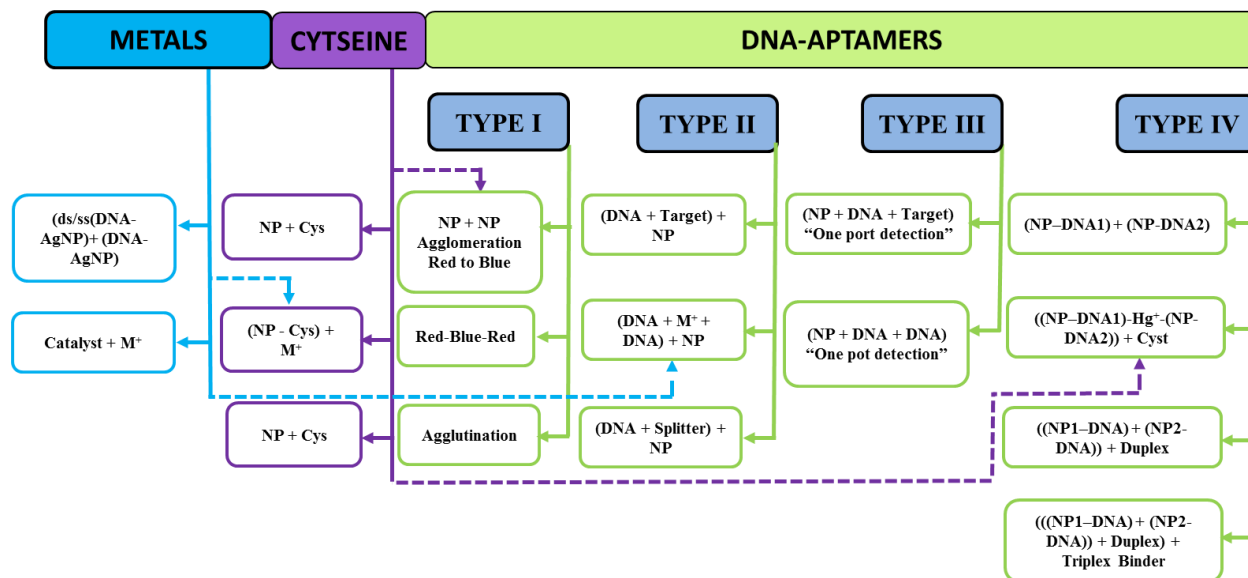 METALS
CYTSEINE
DNA-APTAMERS
TYPE I
TYPE II
TYPE III
TYPE IV
(ds/ss(DNA-
AgNP)+ (DNA-
AgNP)
NP + Cys
NP + NP
Agglomeration
Red to Blue
(DNA + Target) +
NP
(NP + DNA + Target)
“One port detection”
(NP–DNA1) + (NP-DNA2)
Catalyst + M⁺
(NP - Cys) +
M⁺
Red-Blue-Red
(DNA + M⁺ +
DNA) + NP
(NP + DNA + DNA)
“One pot detection”
((NP–DNA1)-Hg⁺-(NP-
DNA2)) + Cyst
NP + Cys
Agglutination
(DNA + Splitter) +
NP
((NP1–DNA) + (NP2-
DNA)) + Duplex
(((NP1–DNA) + (NP2-
DNA)) + Duplex) +
Triplex Binder